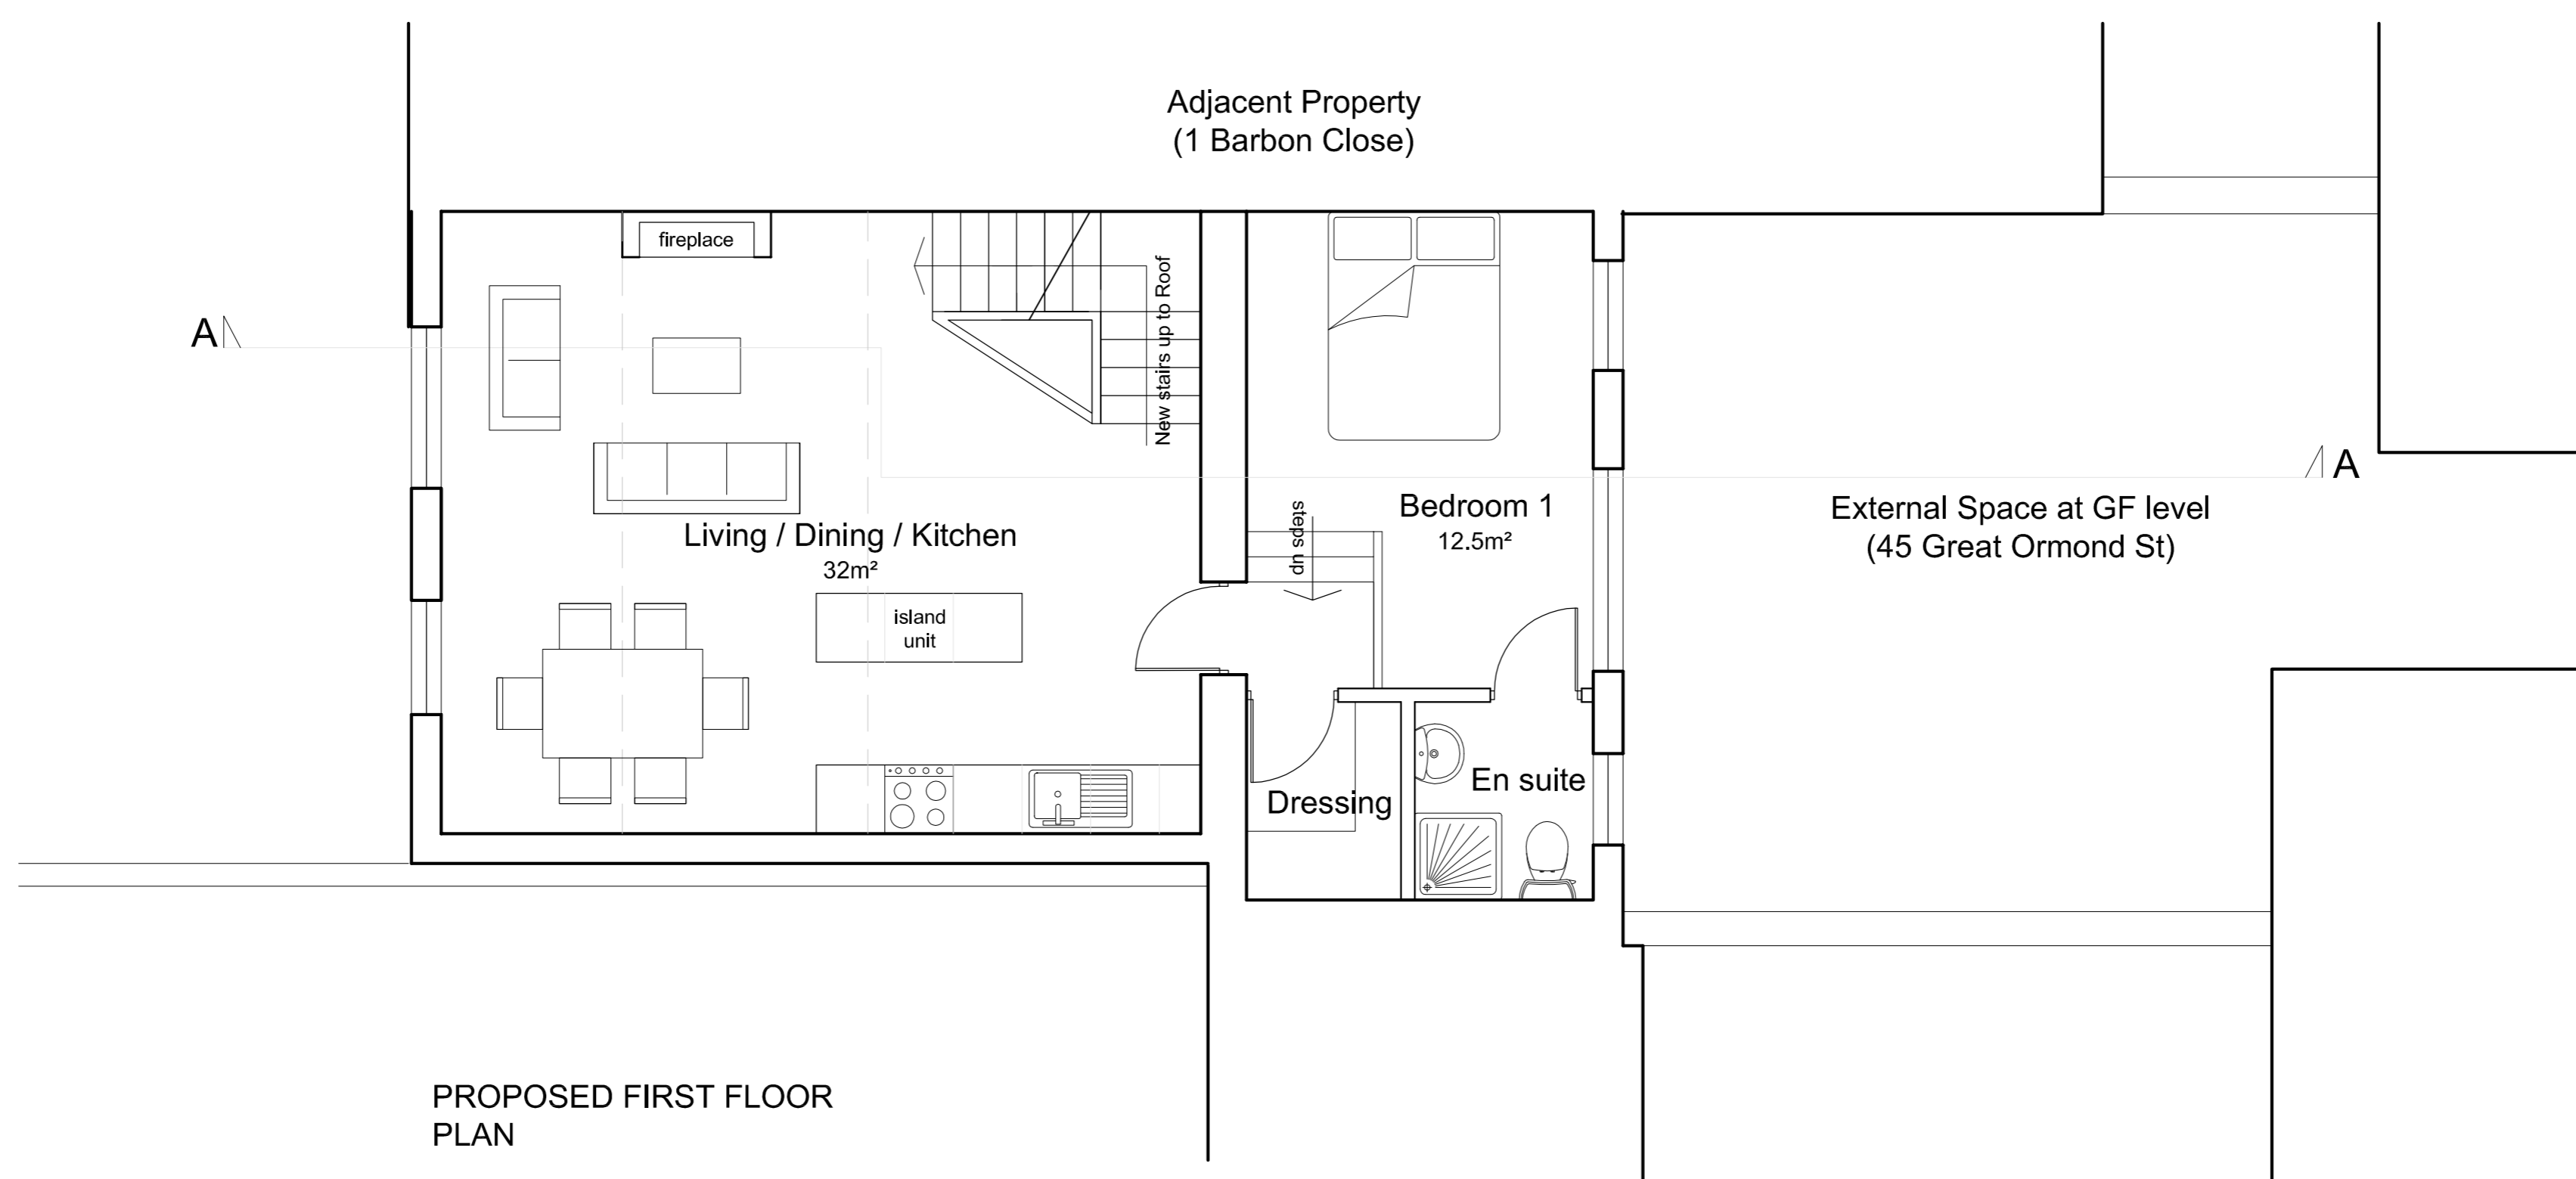 Adjacent Property
(1 Barbon Close)
fireplace
New stairs up to Roof
A
A
steps up
Bedroom 1
12.5m²
External Space at GF level
(45 Great Ormond St)
Living / Dining / Kitchen
32m²
island
unit
En suite
Dressing
PROPOSED FIRST FLOOR
PLAN